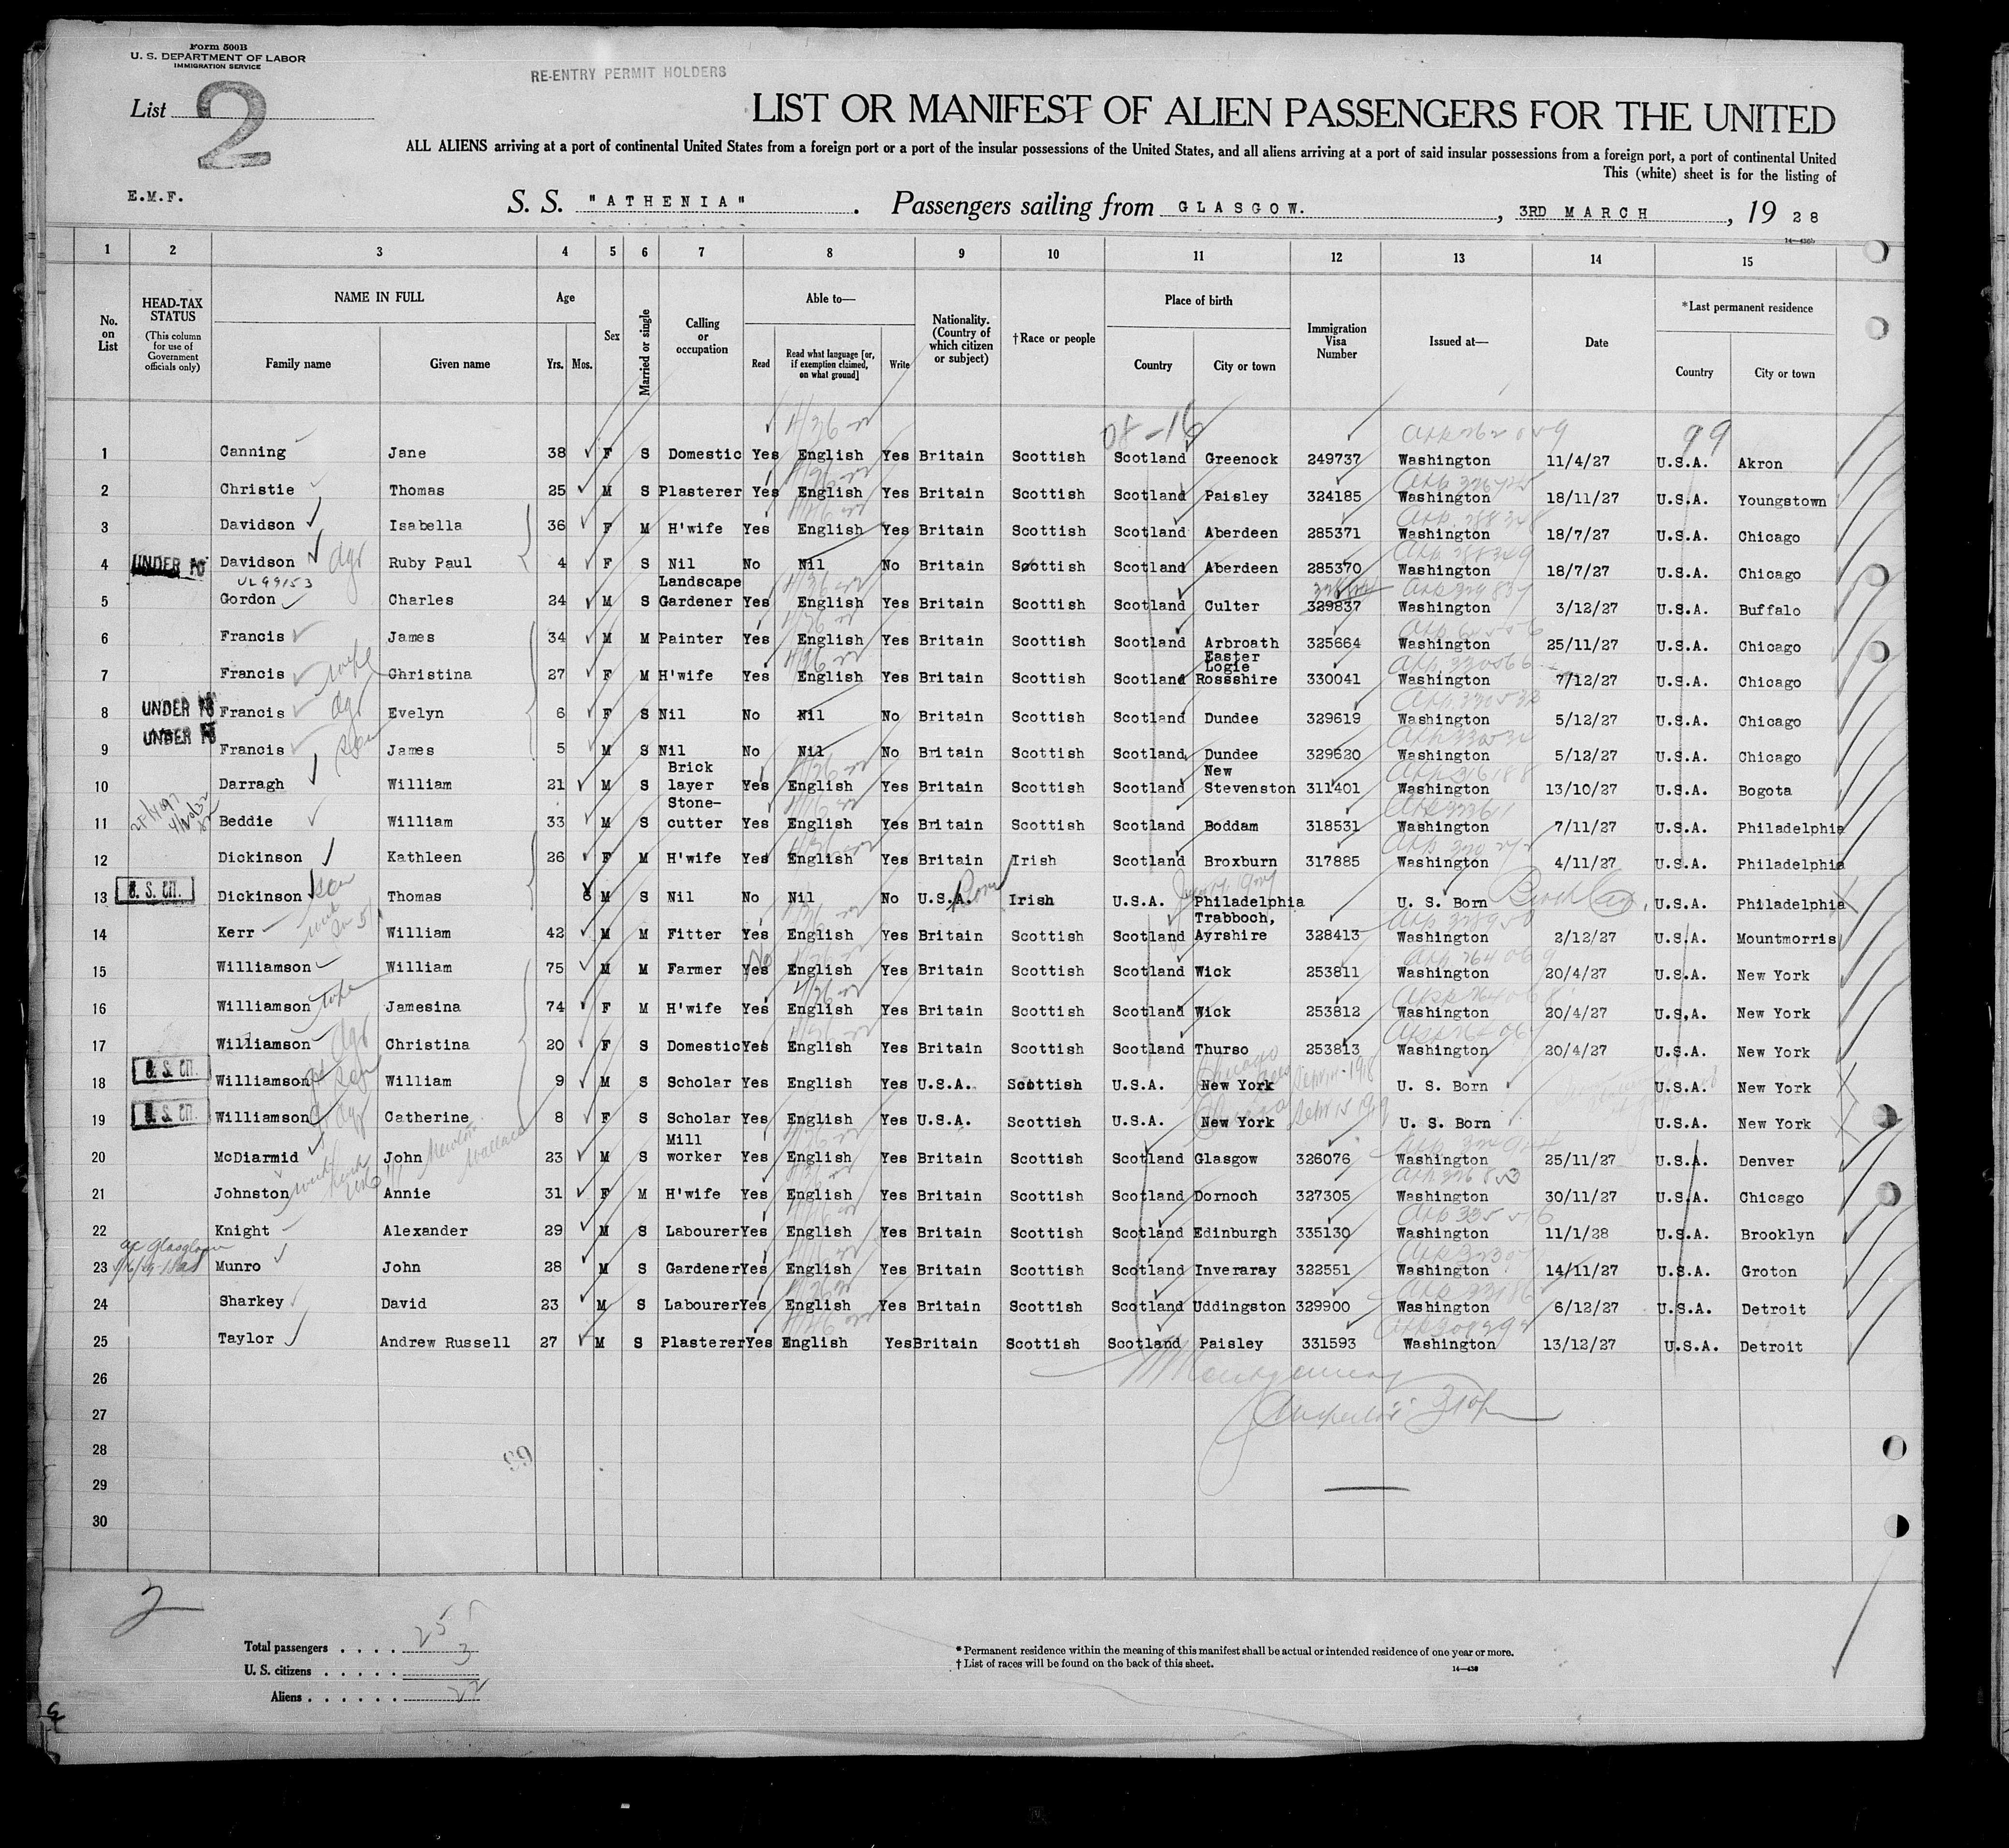 Form 500B
U. S. DEPARTMENT OF LABOR
IMMIGRATION SERVICE
RE-ENTRY PERMIT HOLDERS
List 2
LIST OR MANIFEST OF ALIEN PASSENGERS FOR THE UNITED
ALL ALIENS arriving at a port of continental United States from a foreign port or a port of the insular possessions of the United States, and all aliens arriving at a port of said insular possessions from a foreign port, a port of continental United
This (white) sheet is for the listing of
E.M.F.
S. S. "ATHENIA". Passengers sailing from GLASGOW., 3RD MARCH, 19 28
1 2 3 4 5 6 7 8 9 10 11 12 13 14 15
No. on List
HEAD-TAX STATUS (This column for use of Government officials only)
NAME IN FULL Family name Given name
Age Yrs. Mos.
Sex
Married or single
Calling or occupation
Able to— Read Read what language [or, if exemption claimed, on what ground] Write
Nationality. (Country of which citizen or subject)
†Race or people
Place of birth Country City or town
Immigration Visa Number
Issued at—
Date
*Last permanent residence Country City or town
08-16 99
1 Canning Jane 38 F S Domestic Yes English Yes Britain Scottish Scotland Greenock 249737 Washington 11/4/27 U.S.A. Akron
2 Christie Thomas 25 M S Plasterer Yes English Yes Britain Scottish Scotland Paisley 324185 Washington 18/11/27 U.S.A. Youngstown
3 Davidson Isabella 36 F M H'wife Yes English Yes Britain Scottish Scotland Aberdeen 285371 Washington 18/7/27 U.S.A. Chicago
4 UNDER Davidson Ruby Paul 4 F S Nil No Nil No Britain Scottish Scotland Aberdeen 285370 Washington 18/7/27 U.S.A. Chicago
5 Gordon Charles 24 M S Landscape Gardener Yes English Yes Britain Scottish Scotland Culter 329837 Washington 3/12/27 U.S.A. Buffalo
6 Francis James 34 M M Painter Yes English Yes Britain Scottish Scotland Arbroath 325664 Washington 25/11/27 U.S.A. Chicago
7 Francis wife Christina 27 F M H'wife Yes English Yes Britain Scottish Scotland Easter Logie Rossshire 330041 Washington 7/12/27 U.S.A. Chicago
8 UNDER Francis Evelyn 6 F S Nil No Nil No Britain Scottish Scotland Dundee 329619 Washington 5/12/27 U.S.A. Chicago
9 UNDER Francis son James 5 M S Nil No Nil No Britain Scottish Scotland Dundee 329620 Washington 5/12/27 U.S.A. Chicago
10 Darragh William 21 M S Brick layer Yes English Yes Britain Scottish Scotland New Stevenston 311401 Washington 13/10/27 U.S.A. Bogota
11 Beddie William 33 M S Stone-cutter Yes English Yes Britain Scottish Scotland Boddam 318531 Washington 7/11/27 U.S.A. Philadelphia
12 Dickinson Kathleen 26 F M H'wife Yes English Yes Britain Irish Scotland Broxburn 317885 Washington 4/11/27 U.S.A. Philadelphia
13 U. S. CIT. Dickinson son Thomas 8 M S Nil No Nil No U.S.A. Born Irish U.S.A. Philadelphia U. S. Born U.S.A. Philadelphia
14 Kerr William 42 M M Fitter Yes English Yes Britain Scottish Scotland Trabboch, Ayrshire 328413 Washington 2/12/27 U.S.A. Mountmorris
15 Williamson William 75 M M Farmer Yes No English Yes Britain Scottish Scotland Wick 253811 Washington 20/4/27 U.S.A. New York
16 Williamson wife Jamesina 74 F M H'wife Yes English Yes Britain Scottish Scotland Wick 253812 Washington 20/4/27 U.S.A. New York
17 Williamson Christina 20 F S Domestic Yes English Yes Britain Scottish Scotland Thurso 253813 Washington 20/4/27 U.S.A. New York
18 U. S. CIT. Williamson William 9 M S Scholar Yes English Yes U.S.A. Scottish U.S.A. New York U. S. Born U.S.A. New York
19 U. S. CIT. Williamson Catherine 8 F S Scholar Yes English Yes U.S.A. Scottish U.S.A. New York U. S. Born U.S.A. New York
20 McDiarmid John 23 M S Mill worker Yes English Yes Britain Scottish Scotland Glasgow 326076 Washington 25/11/27 U.S.A. Denver
21 Johnston Annie 31 F M H'wife Yes English Yes Britain Scottish Scotland Dornoch 327305 Washington 30/11/27 U.S.A. Chicago
22 Knight Alexander 29 M S Labourer Yes English Yes Britain Scottish Scotland Edinburgh 335130 Washington 11/1/28 U.S.A. Brooklyn
23 Munro John 28 M S Gardener Yes English Yes Britain Scottish Scotland Inveraray 322551 Washington 14/11/27 U.S.A. Groton
24 Sharkey David 23 M S Labourer Yes English Yes Britain Scottish Scotland Uddingston 329900 Washington 6/12/27 U.S.A. Detroit
25 Taylor Andrew Russell 27 M S Plasterer Yes English Yes Britain Scottish Scotland Paisley 331593 Washington 13/12/27 U.S.A. Detroit
26
27
28
29
30
2
Total passengers . . . . 25
U. S. citizens . . . . . 3
Aliens . . . . . . 22
* Permanent residence within the meaning of this manifest shall be actual or intended residence of one year or more.
† List of races will be found on the back of this sheet.